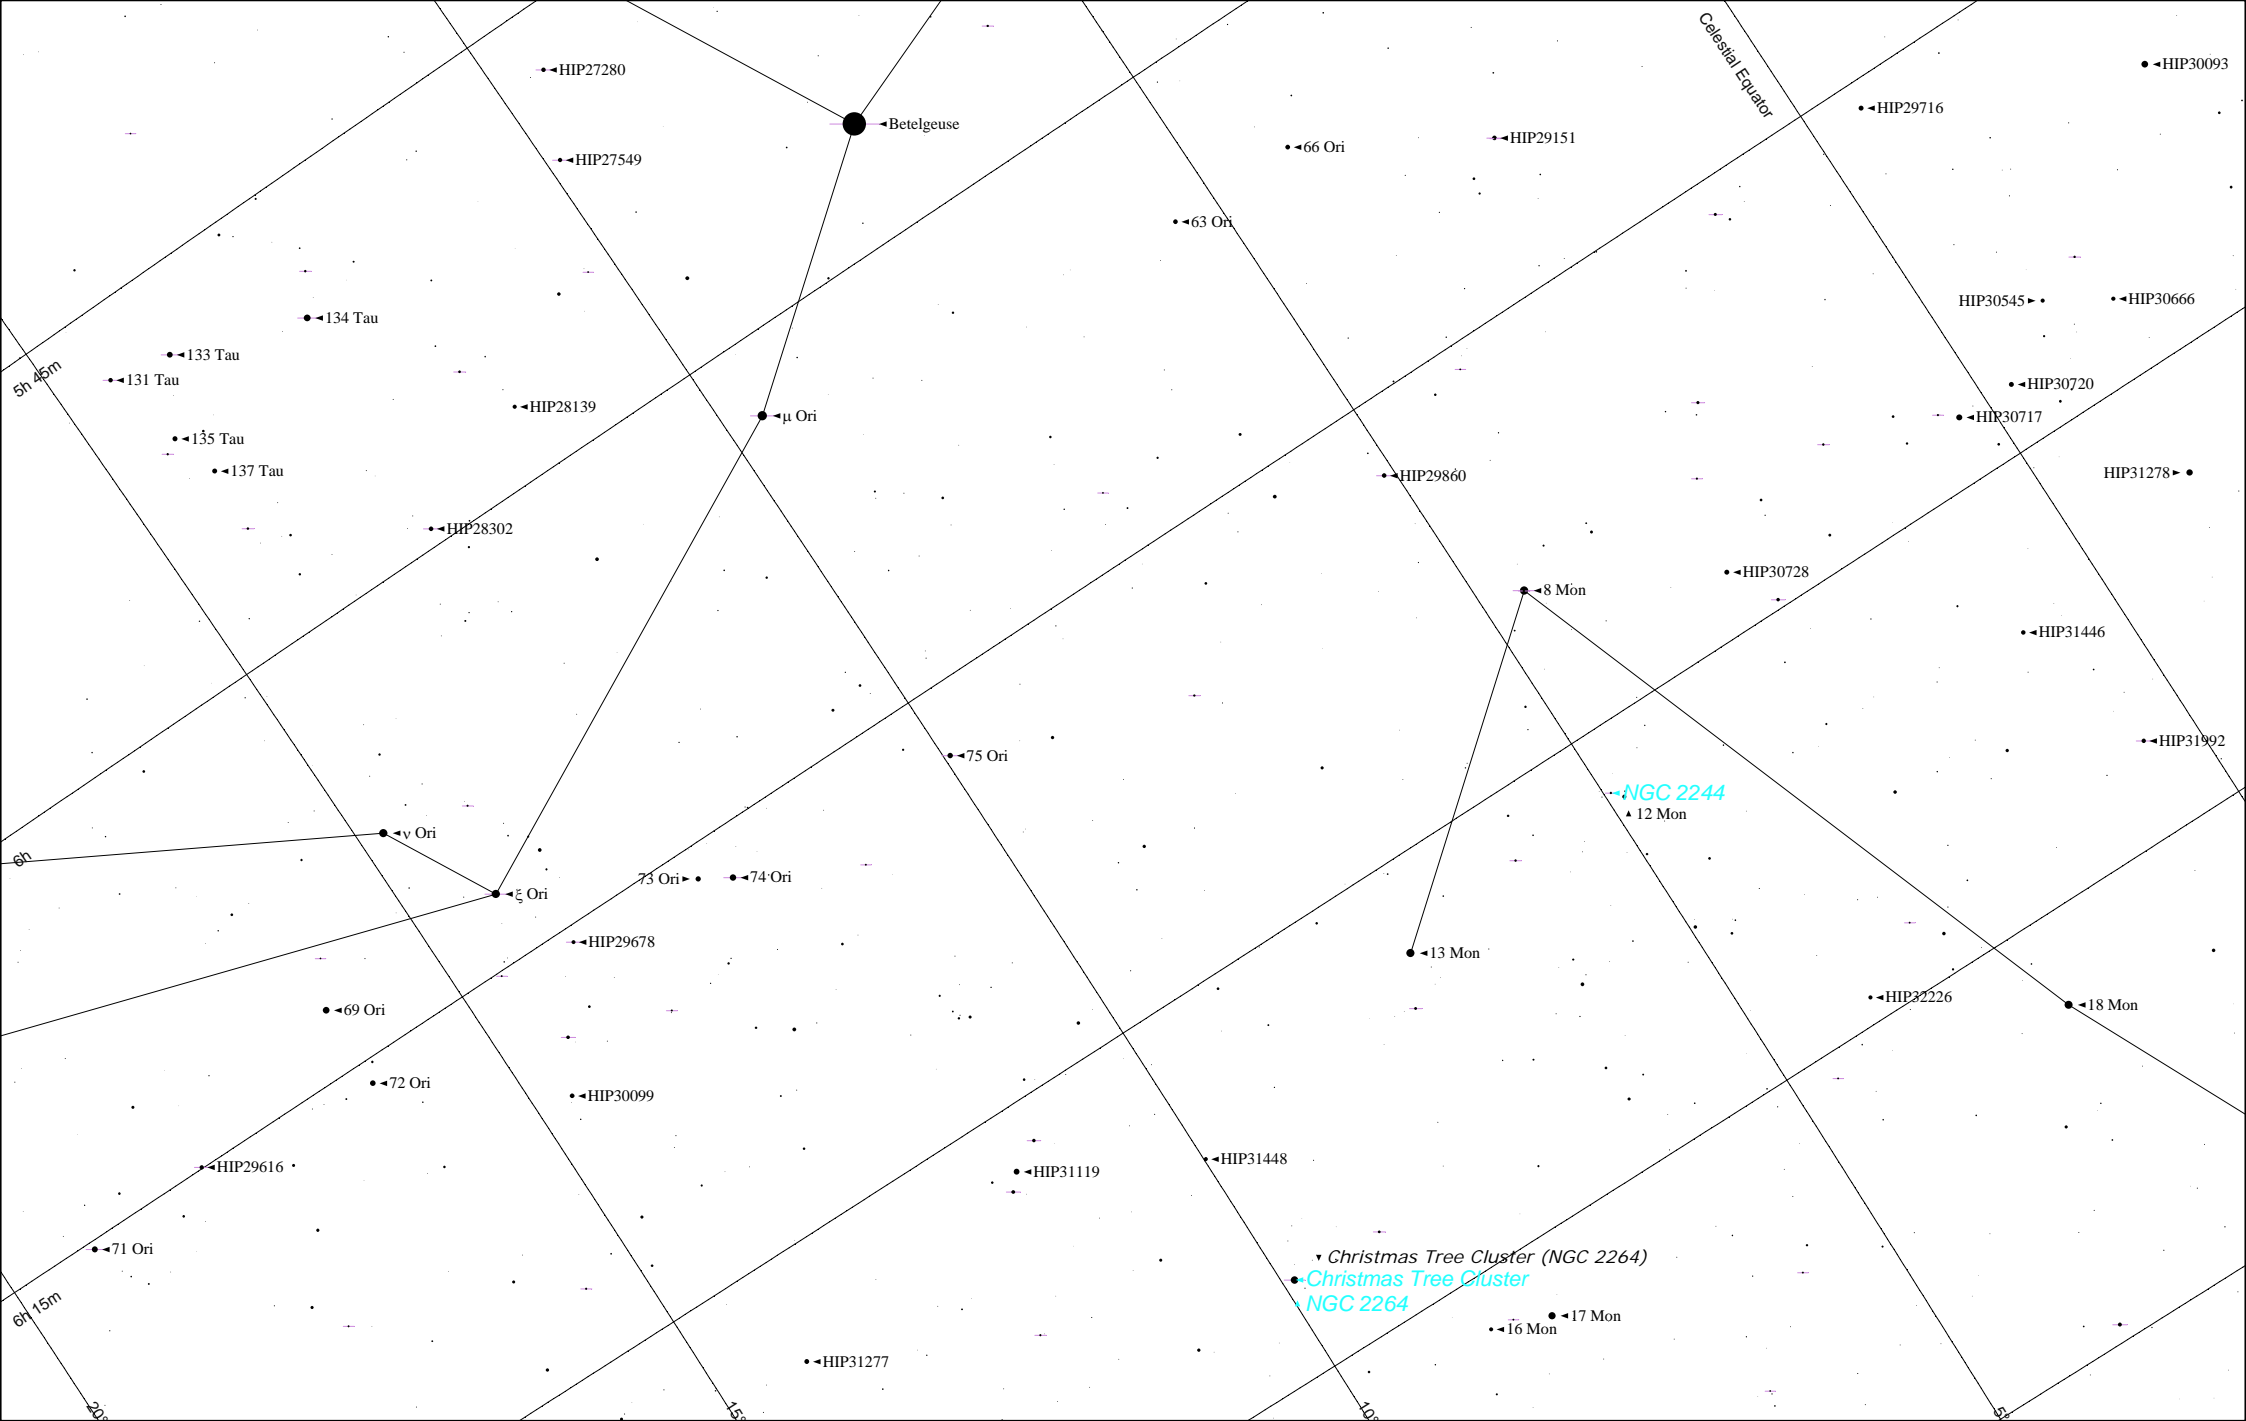 Celestial Equator
HIP30093
HIP27280
HIP29716
Betelgeuse
HIP29151
66 Ori
HIP27549
63 Ori
HIP30545
HIP30666
134 Tau
133 Tau
5h 45m
131 Tau
HIP30720
HIP28139
μ Ori
HIP30717
135 Tau
137 Tau
HIP29860
HIP31278
HIP28302
HIP30728
8 Mon
HIP31446
HIP31992
75 Ori
NGC 2244
12 Mon
ν Ori
6h
73 Ori
74 Ori
ξ Ori
HIP29678
13 Mon
HIP32226
18 Mon
69 Ori
72 Ori
HIP30099
HIP29616
HIP31119
HIP31448
71 Ori
Christmas Tree Cluster (NGC 2264)
Christmas Tree Cluster
NGC 2264
6h 15m
17 Mon
16 Mon
HIP31277
20°
15°
10°
5°